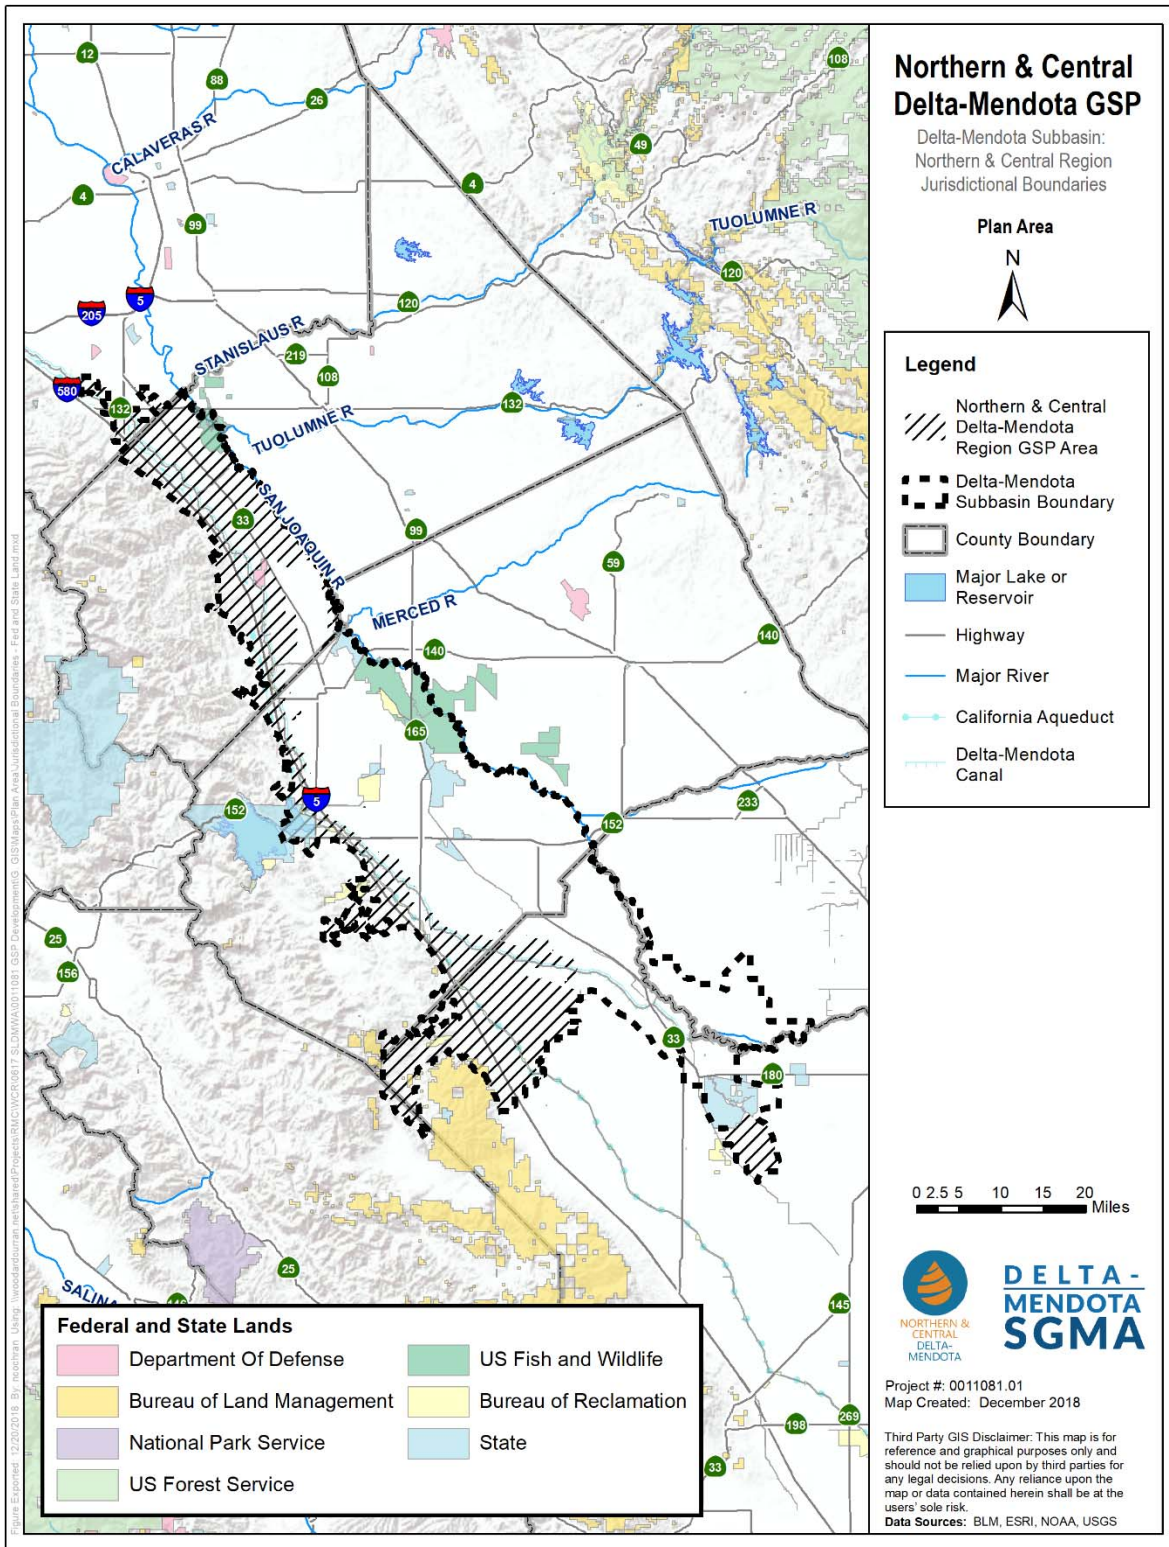 Northern & Central
Delta-Mendota GSP
Delta-Mendota Subbasin:
Northern & Central Region
Jurisdictional Boundaries
Plan Area
N
Legend
Northern & Central
Delta-Mendota
Region GSP Area
Delta-Mendota
Subbasin Boundary
County Boundary
Major Lake or
Reservoir
Highway
Major River
California Aqueduct
Delta-Mendota
Canal
12
88
26
108
CALAVERAS R
49
4
4
99
TUOLUMNE R
120
5
205
120
STANISLAUS R
219
108
580
132
132
TUOLUMNE R
33
SAN JOAQUIN R
99
59
MERCED R
140
140
165
5
152
152
233
25
156
33
180
25
SALINA
145
269
198
33
0 2.5 5 10 15 20
Miles
NORTHERN &
CENTRAL
DELTA-
MENDOTA
DELTA-
MENDOTA
SGMA
Project #: 0011081.01
Map Created: December 2018
Third Party GIS Disclaimer: This map is for
reference and graphical purposes only and
should not be relied upon by third parties for
any legal decisions. Any reliance upon the
map or data contained herein shall be at the
users' sole risk.
Data Sources: BLM, ESRI, NOAA, USGS
Federal and State Lands
Department Of Defense
Bureau of Land Management
National Park Service
US Forest Service
US Fish and Wildlife
Bureau of Reclamation
State